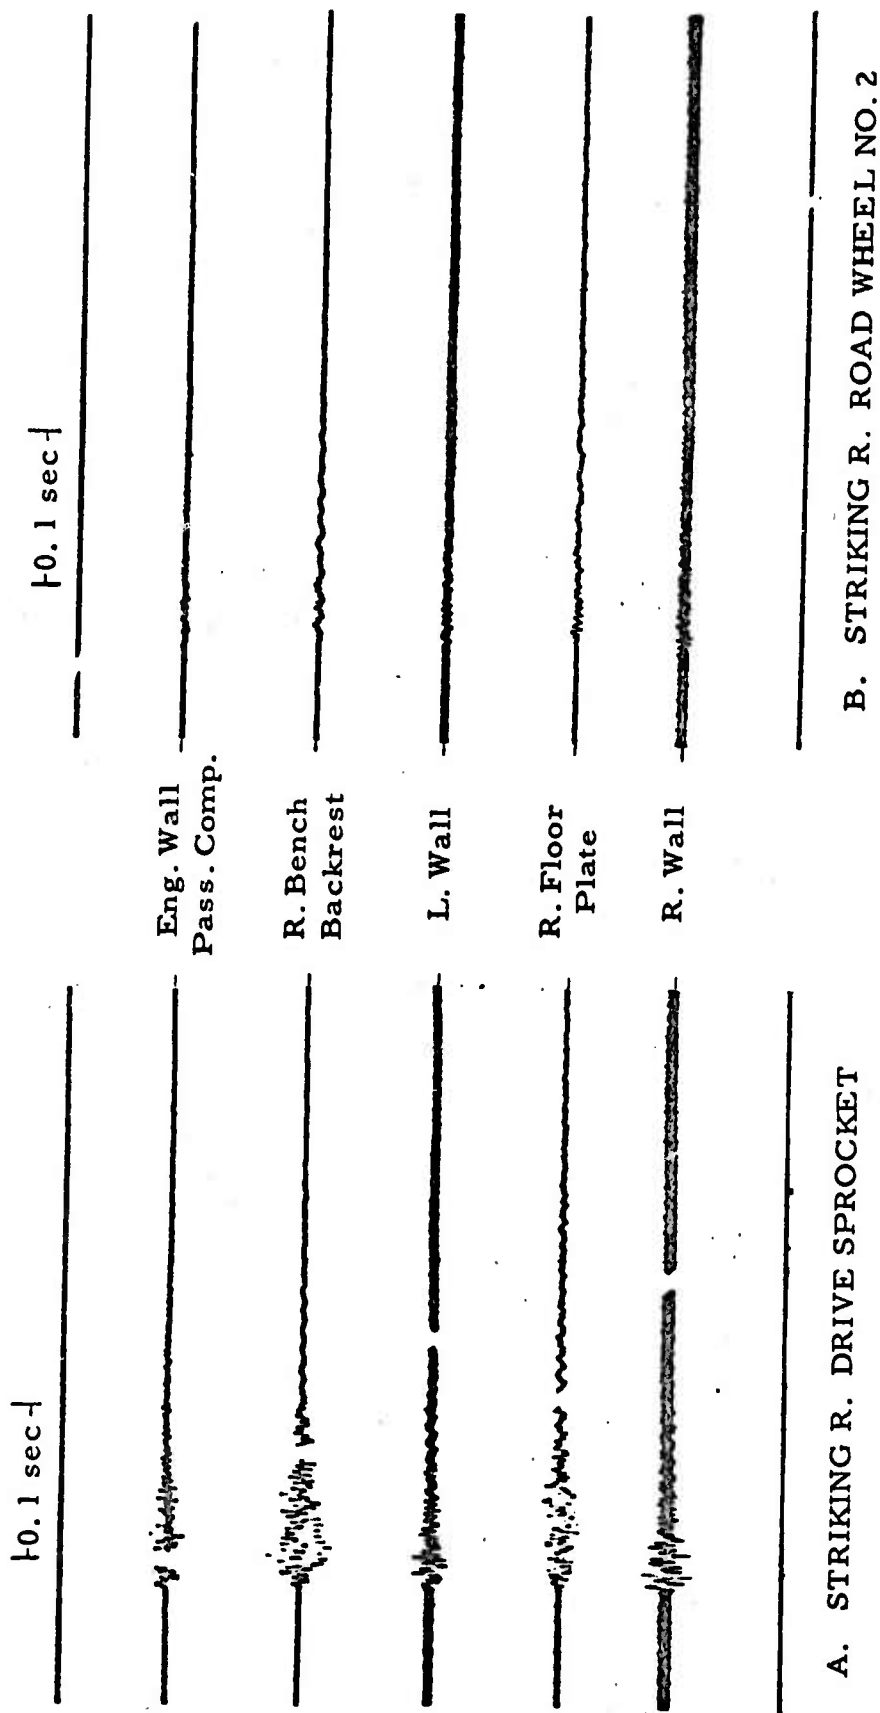 |-0.1 sec-|
|-0.1 sec-|
Eng. Wall
Pass. Comp.
R. Bench
Backrest
L. Wall
R. Floor
Plate
R. Wall
A. STRIKING R. DRIVE SPROCKET
B. STRIKING R. ROAD WHEEL NO. 2